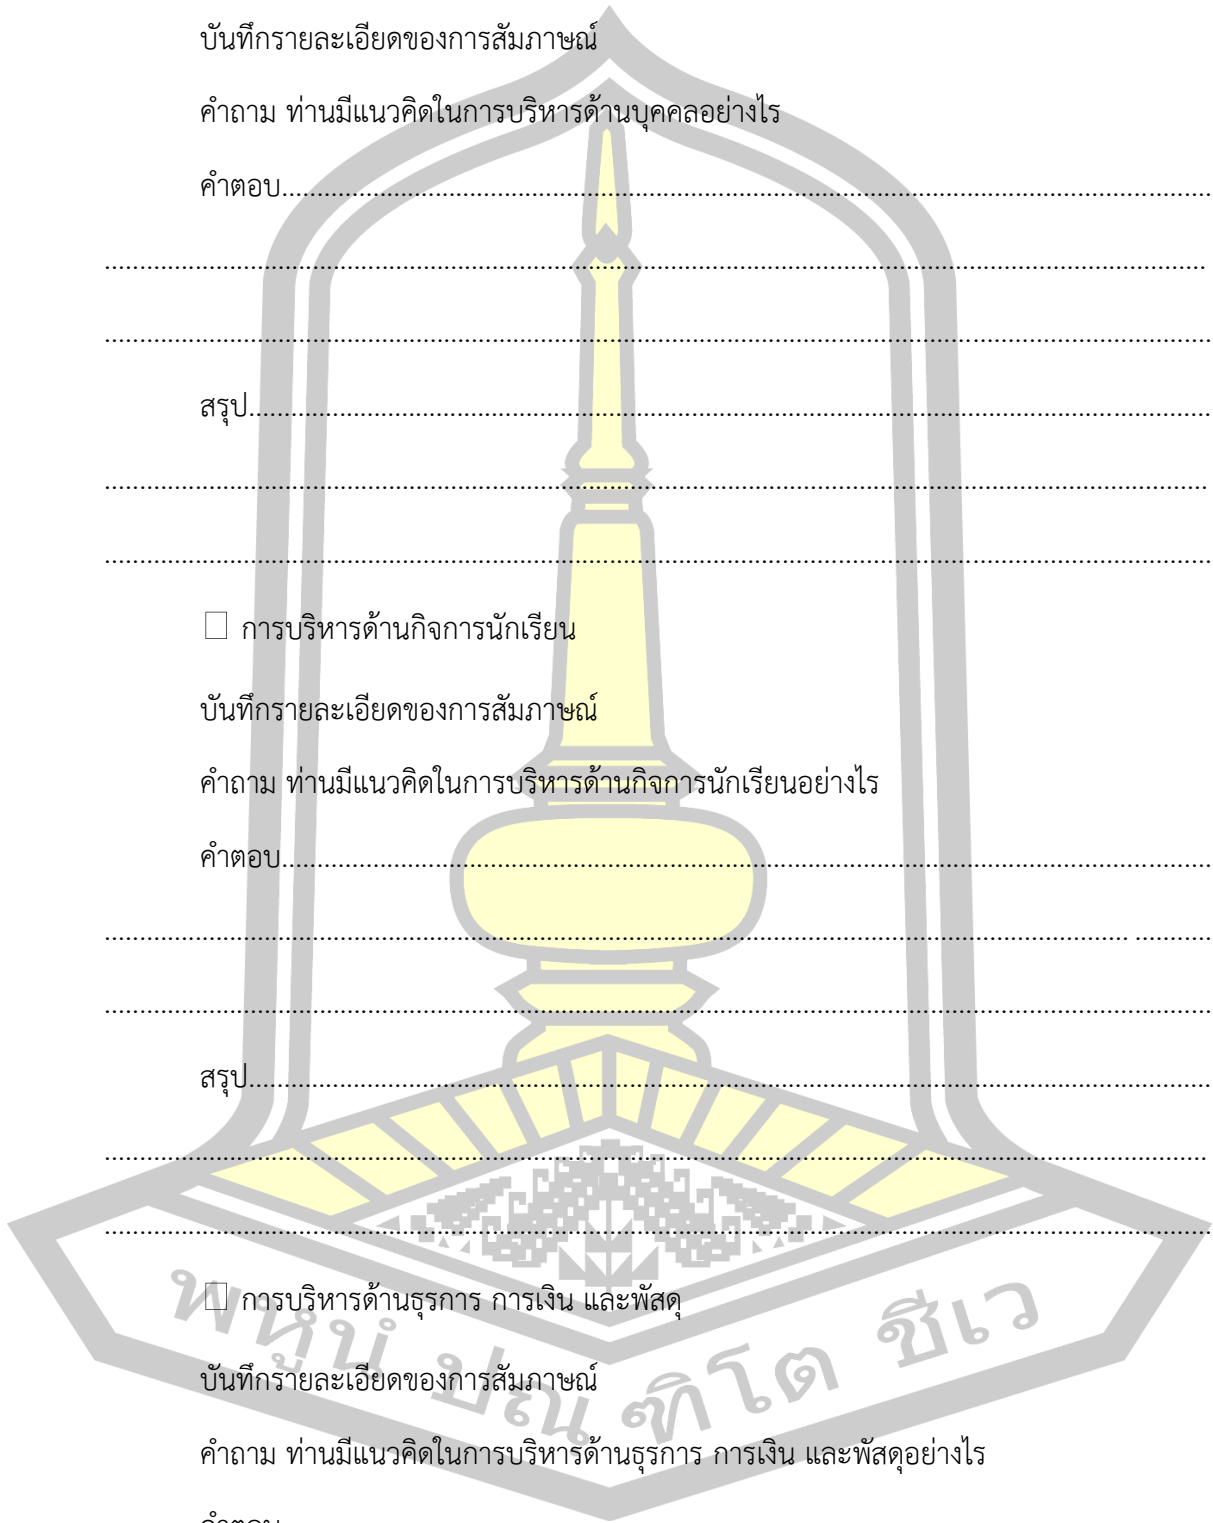 บันทึกรายละเอียดของการสัมภาษณ์
คำถาม ท่านมีแนวคิดในการบริหารด้านบุคคลอย่างไร
คำตอบ....................................................................................................................................
............................................................................................................................................................
............................................................................................................................................................
สรุป.........................................................................................................................................
............................................................................................................................................................
............................................................................................................................................................
□ การบริหารด้านกิจการนักเรียน
บันทึกรายละเอียดของการสัมภาษณ์
คำถาม ท่านมีแนวคิดในการบริหารด้านกิจการนักเรียนอย่างไร
คำตอบ....................................................................................................................................
................................................................................................................................................ ...............
............................................................................................................................................................
สรุป.........................................................................................................................................
............................................................................................................................................................
............................................................................................................................................................
□ การบริหารด้านธุรการ การเงิน และพัสดุ
บันทึกรายละเอียดของการสัมภาษณ์
คำถาม ท่านมีแนวคิดในการบริหารด้านธุรการ การเงิน และพัสดุอย่างไร
พหูนํ ปณฺฑิโต ชีเว